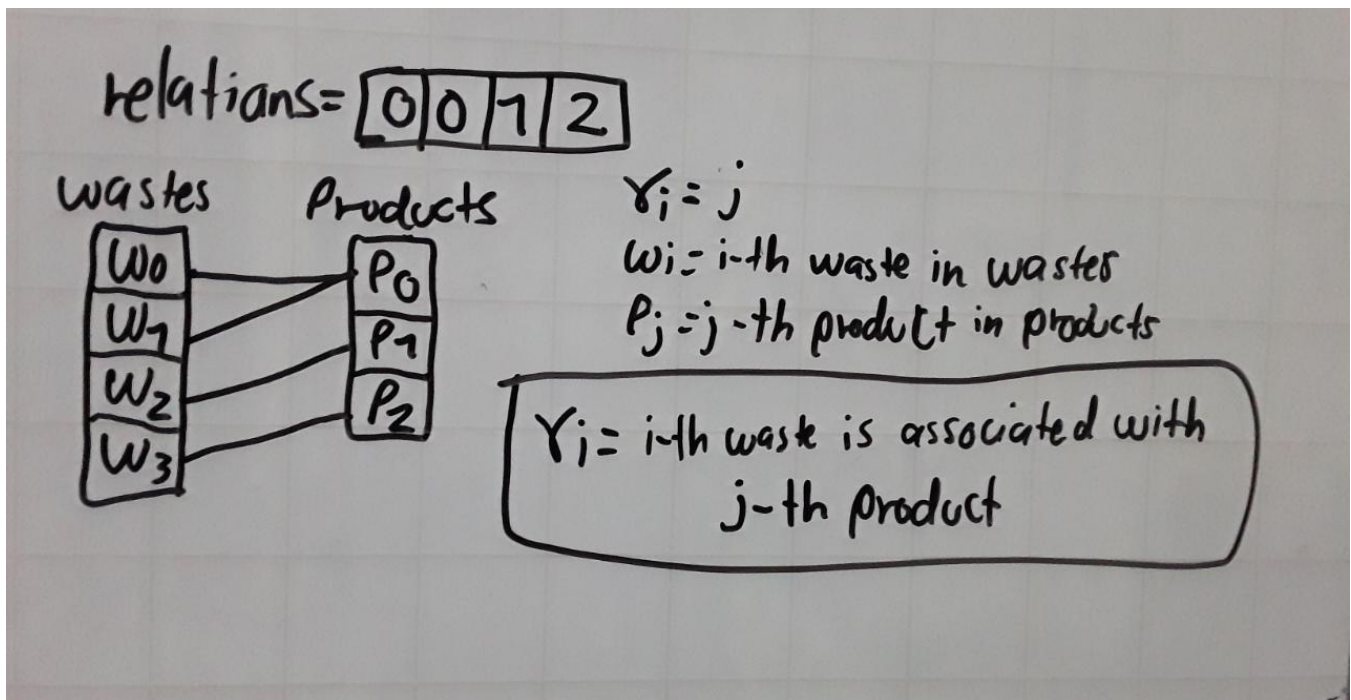 relations= 0 0 1 2
wastes
Products
W0
W1
W2
W3
P0
P1
P2
ri= j
wi= i-th waste in wastes
Pj = j-th product in products
ri= i-th waste is associated with
j-th product